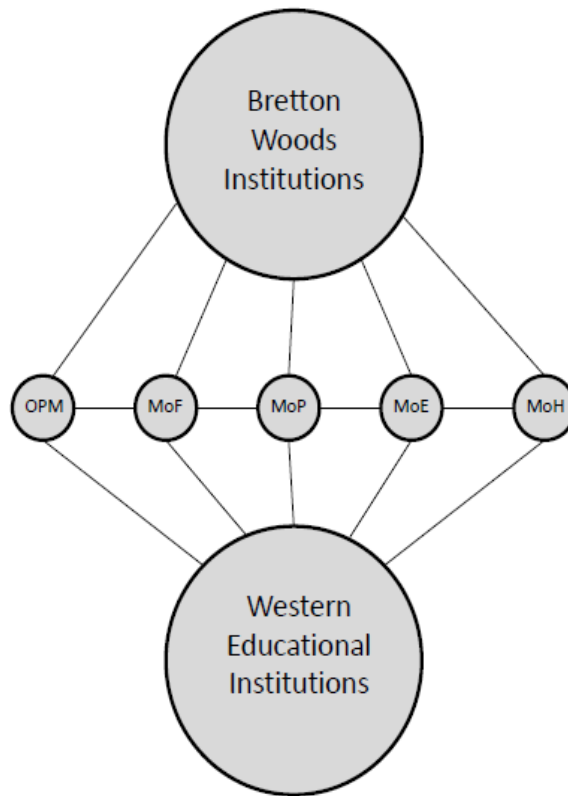 Bretton
Woods
Institutions
OPM
MoF
MoP
MoE
MoH
Western
Educational
Institutions